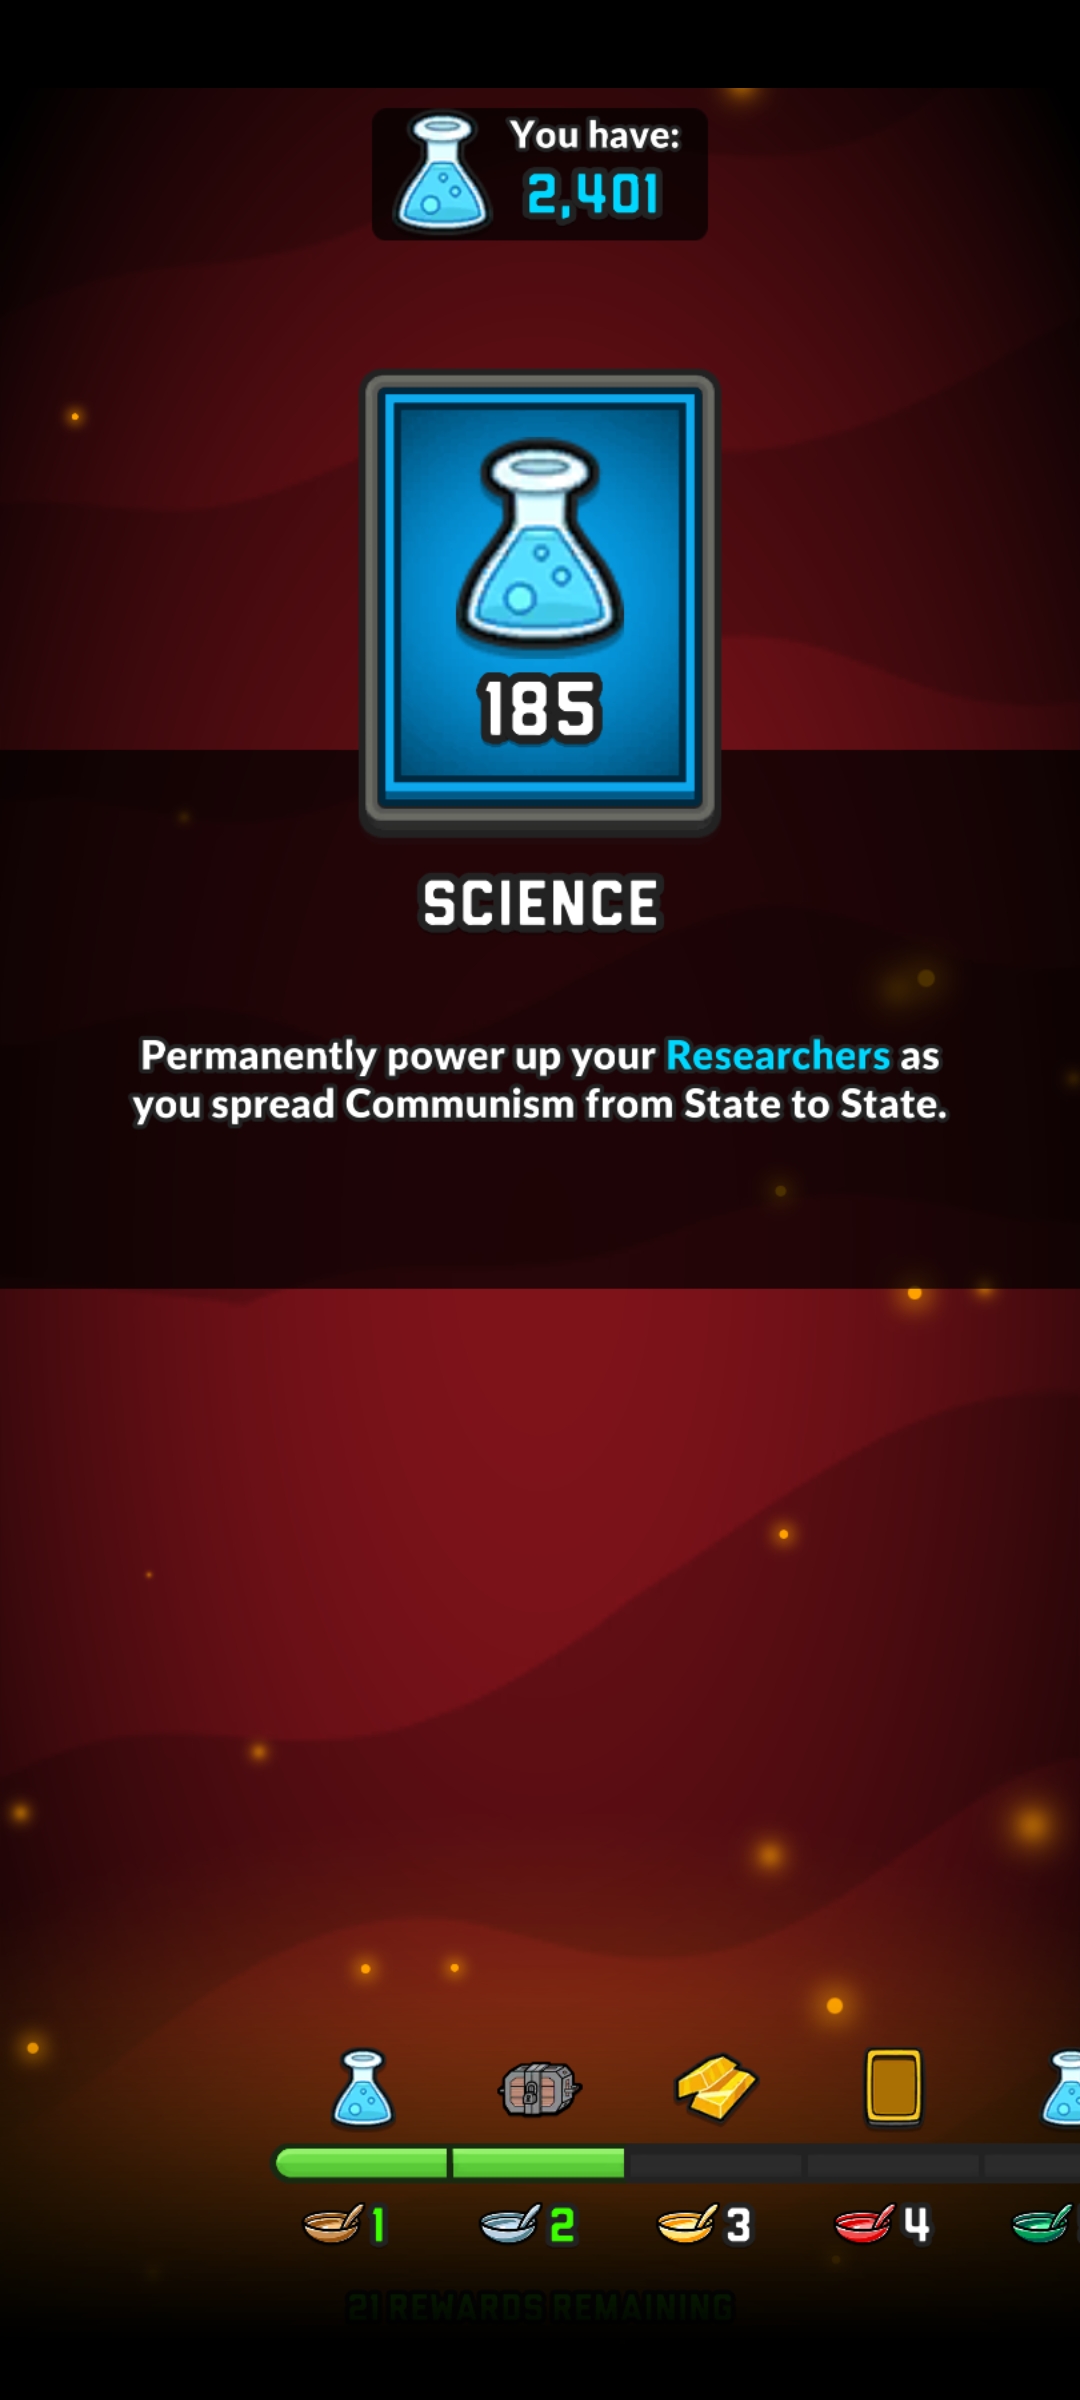 You have:
2,401
185
SCIENCE
Permanently power up your Researchers as
you spread Communism from State to State.
1 2 3 4
21 REWARDS REMAINING